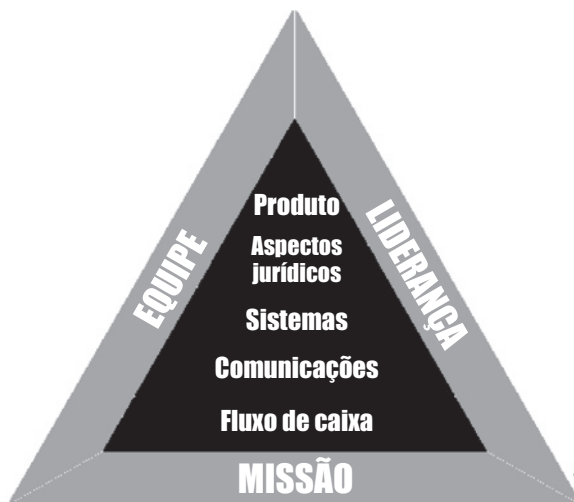 Produto
Aspectos
jurídicos
Sistemas
Comunicações
Fluxo de caixa
EQUIPE
LIDERANÇA
MISSÃO